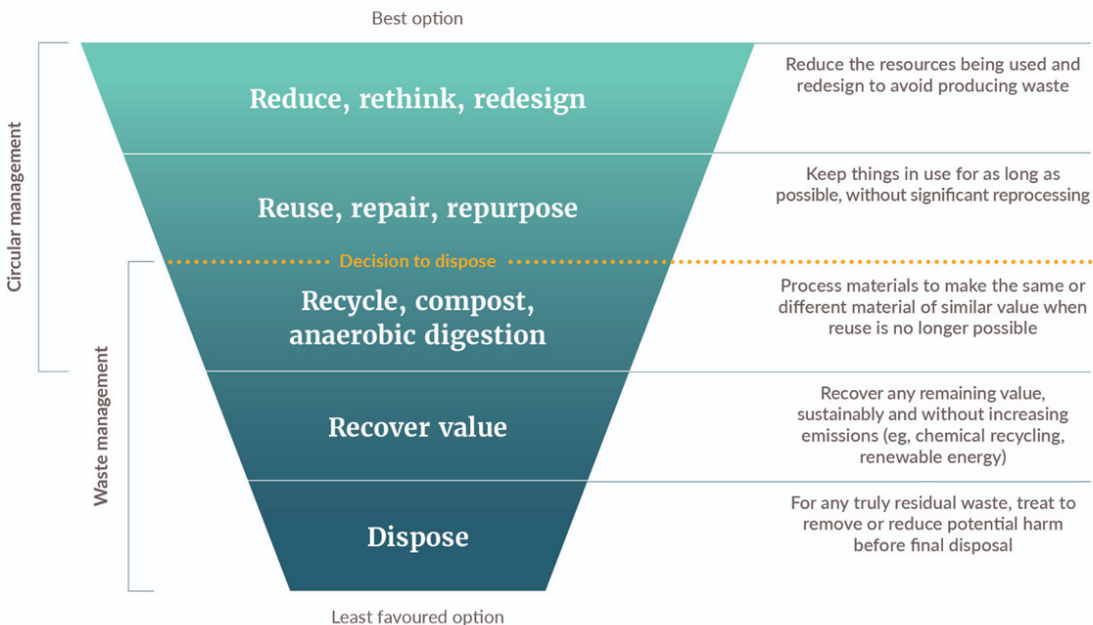 Best option
Circular management
Reduce, rethink, redesign
Reduce the resources being used and
redesign to avoid producing waste
Reuse, repair, repurpose
Keep things in use for as long as
possible, without significant reprocessing
Decision to dispose
Waste management
Recycle, compost,
anaerobic digestion
Process materials to make the same or
different material of similar value when
reuse is no longer possible
Recover value
Recover any remaining value,
sustainably and without increasing
emissions (eg, chemical recycling,
renewable energy)
Dispose
For any truly residual waste, treat to
remove or reduce potential harm
before final disposal
Least favoured option